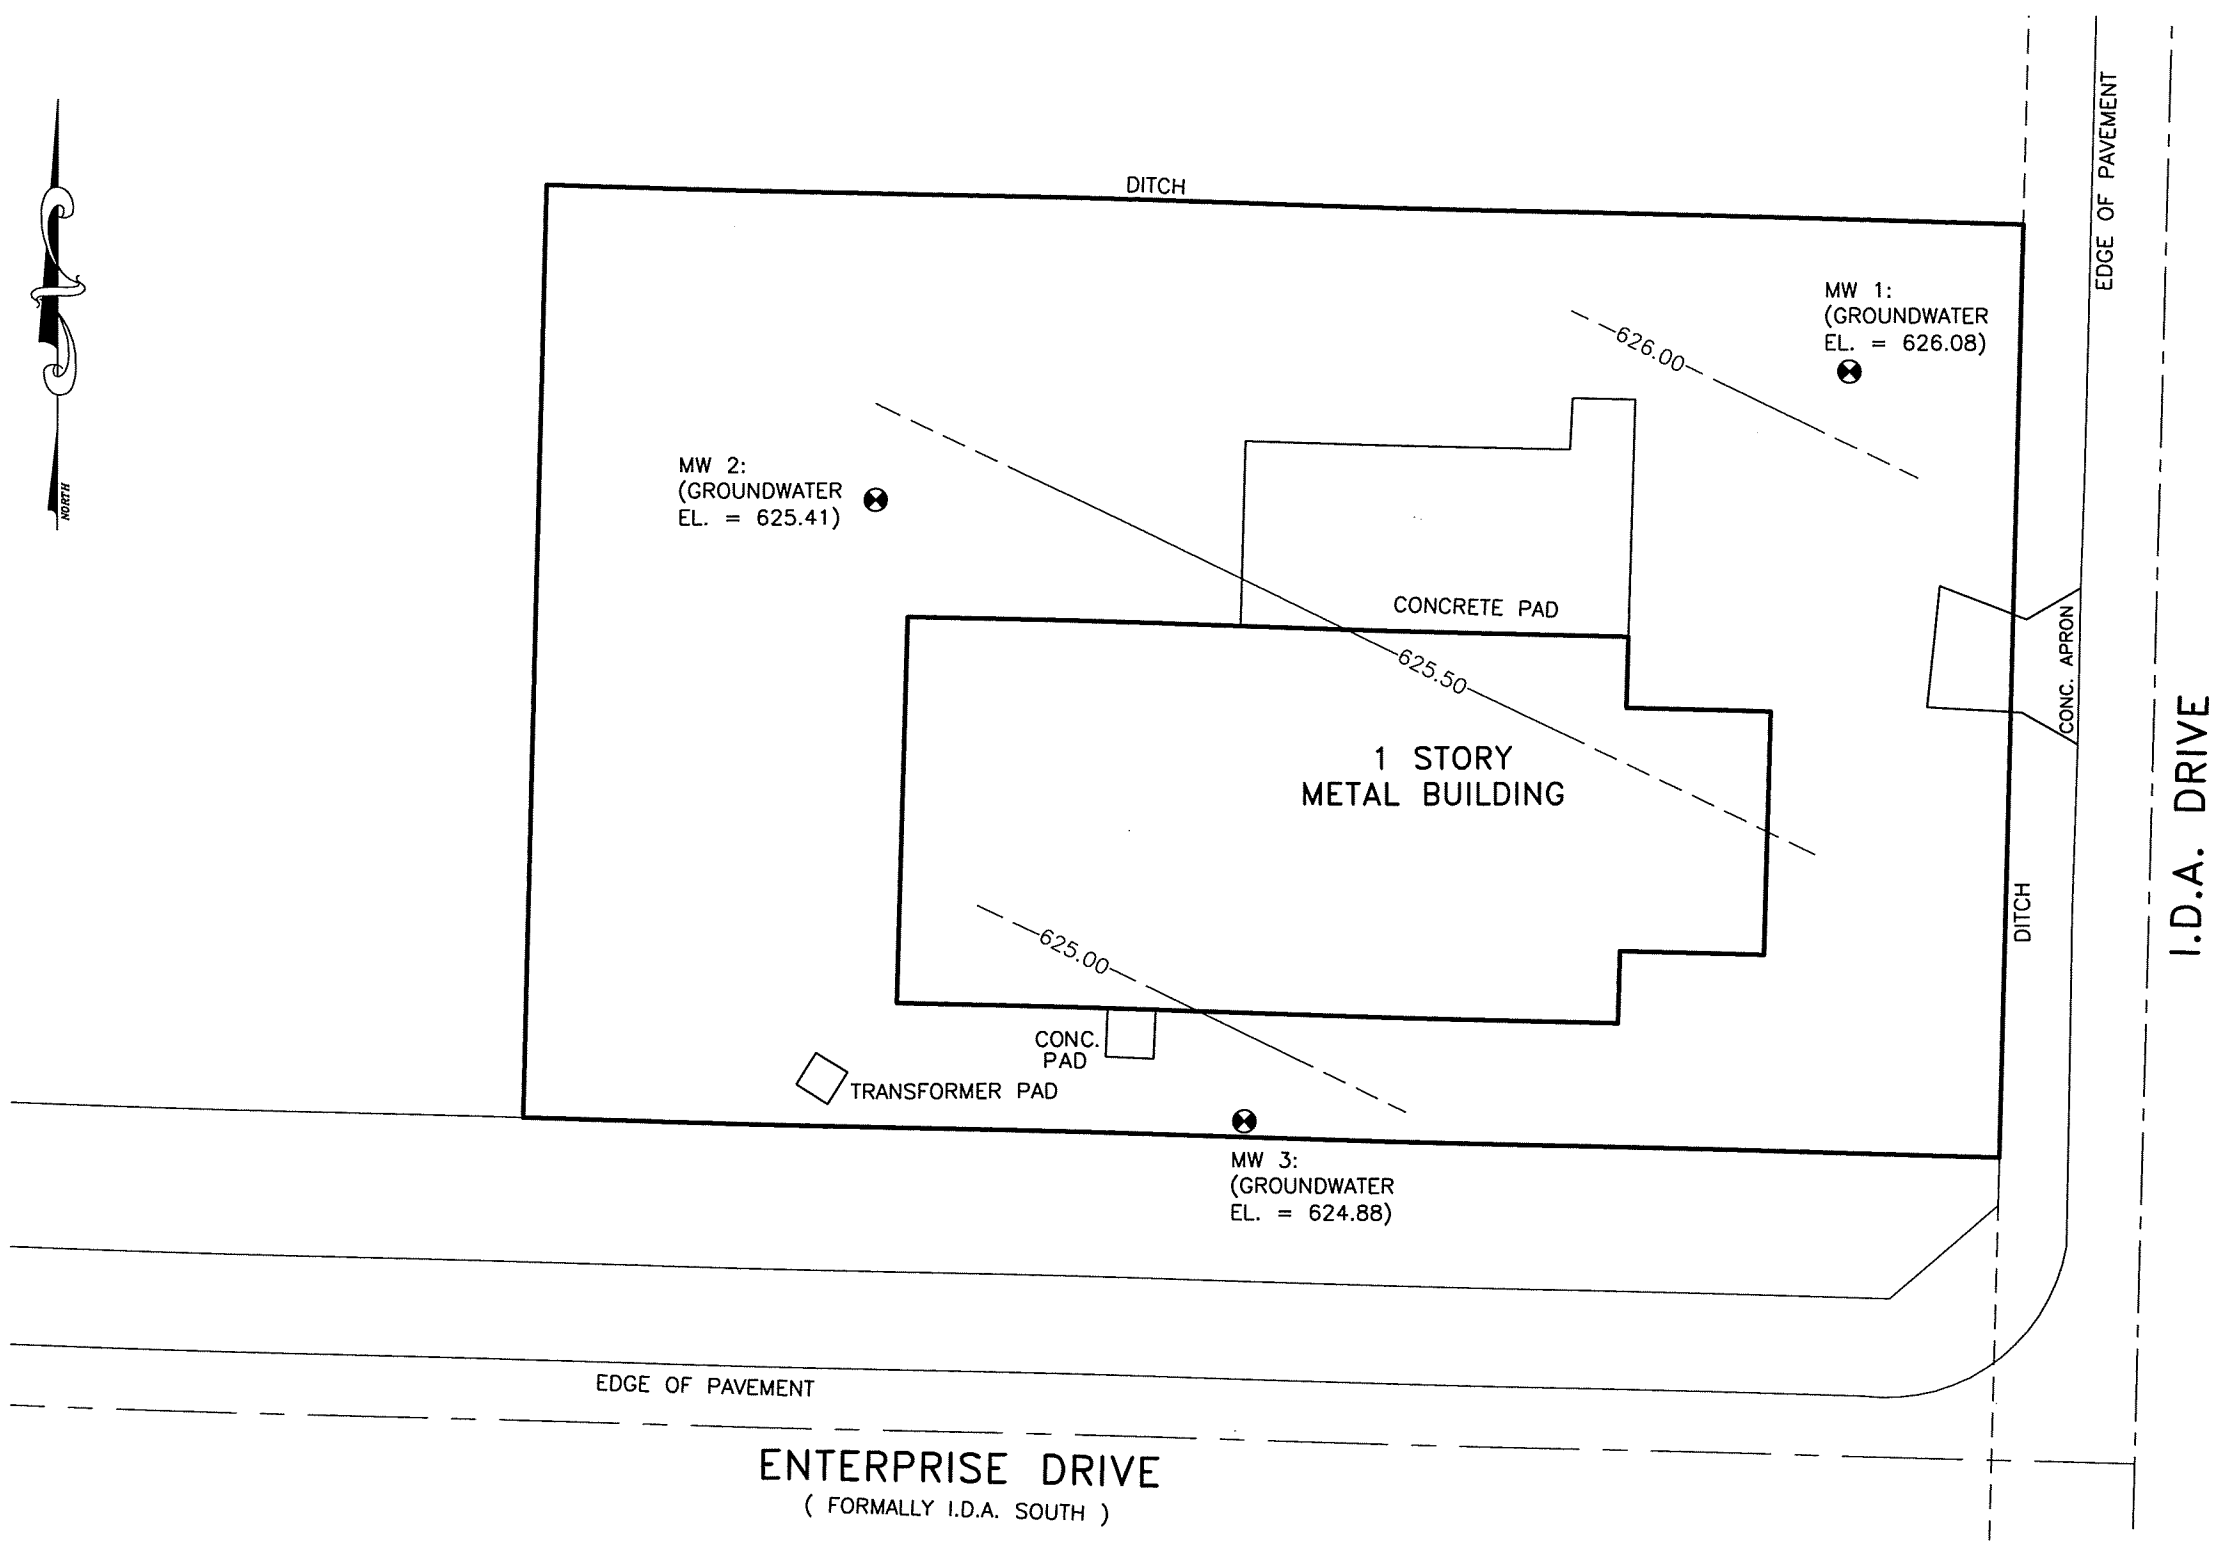 DITCH
EDGE OF PAVEMENT
MW 1:
(GROUNDWATER
EL. = 626.08)
626.00
MW 2:
(GROUNDWATER
EL. = 625.41)
NORTH
CONCRETE PAD
CONC. APRON
625.50
1 STORY
METAL BUILDING
I.D.A. DRIVE
DITCH
625.00
CONC.
PAD
TRANSFORMER PAD
MW 3:
(GROUNDWATER
EL. = 624.88)
EDGE OF PAVEMENT
ENTERPRISE DRIVE
( FORMALLY I.D.A. SOUTH )